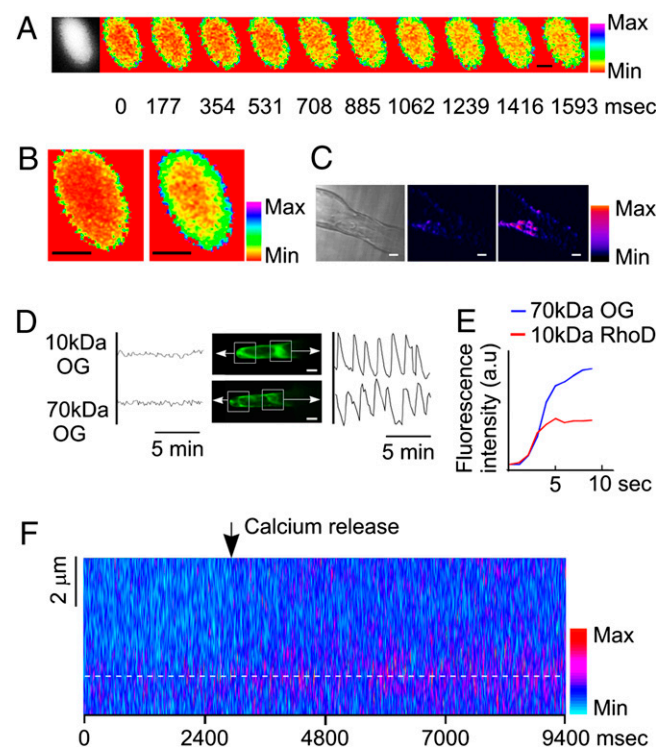 A
Max
Min
0 177 354 531 708 885 1062 1239 1416 1593 msec
B
Max
Min
C
Max
Min
D
10kDa
OG
70kDa
OG
5 min
5 min
E
70kDa OG
10kDa RhoD
Fluorescence
intensity (a.u)
5 10 sec
F
Calcium release
2 μm
Max
Min
0 2400 4800 7000 9400 msec